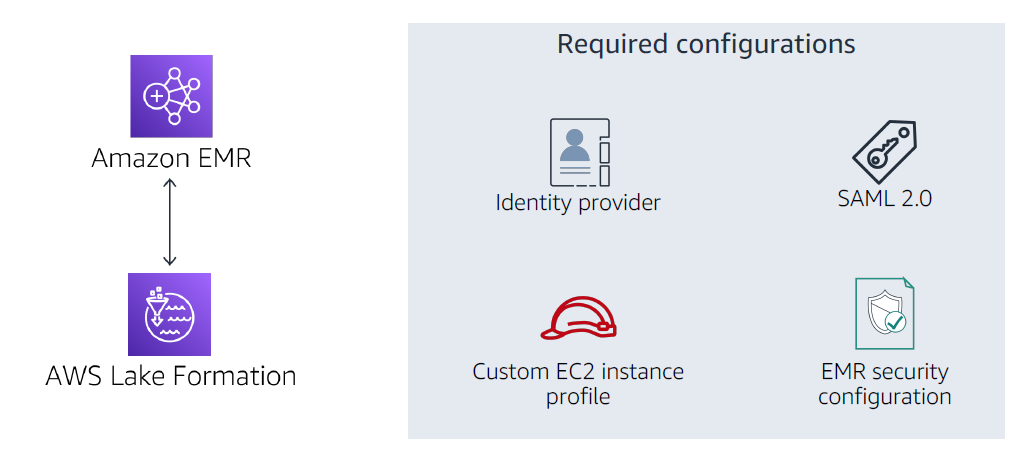 Required configurations
Amazon EMR
Identity provider
SAML 2.0
AWS Lake Formation
Custom EC2 instance
profile
EMR security
configuration